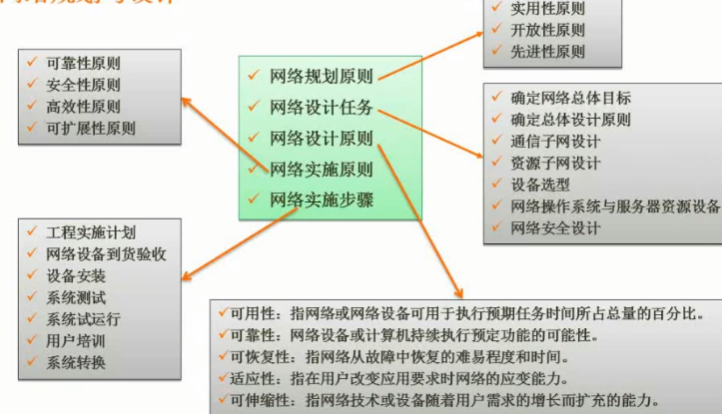 网络规划与设计
实用性原则
开放性原则
先进性原则
可靠性原则
安全性原则
高效性原则
可扩展性原则
网络规划原则
网络设计任务
网络设计原则
网络实施原则
网络实施步骤
确定网络总体目标
确定总体设计原则
通信子网设计
资源子网设计
设备选型
网络操作系统与服务器资源设备
网络安全设计
工程实施计划
网络设备到货验收
设备安装
系统测试
系统试运行
用户培训
系统转换
可用性：指网络或网络设备可用于执行预期任务时间所占总量的百分比。
可靠性：网络设备或计算机持续执行预定功能的可能性。
可恢复性：指网络从故障中恢复的难易程度和时间。
适应性：指在用户改变应用要求时网络的应变能力。
可伸缩性：指网络技术或设备随着用户需求的增长而扩充的能力。